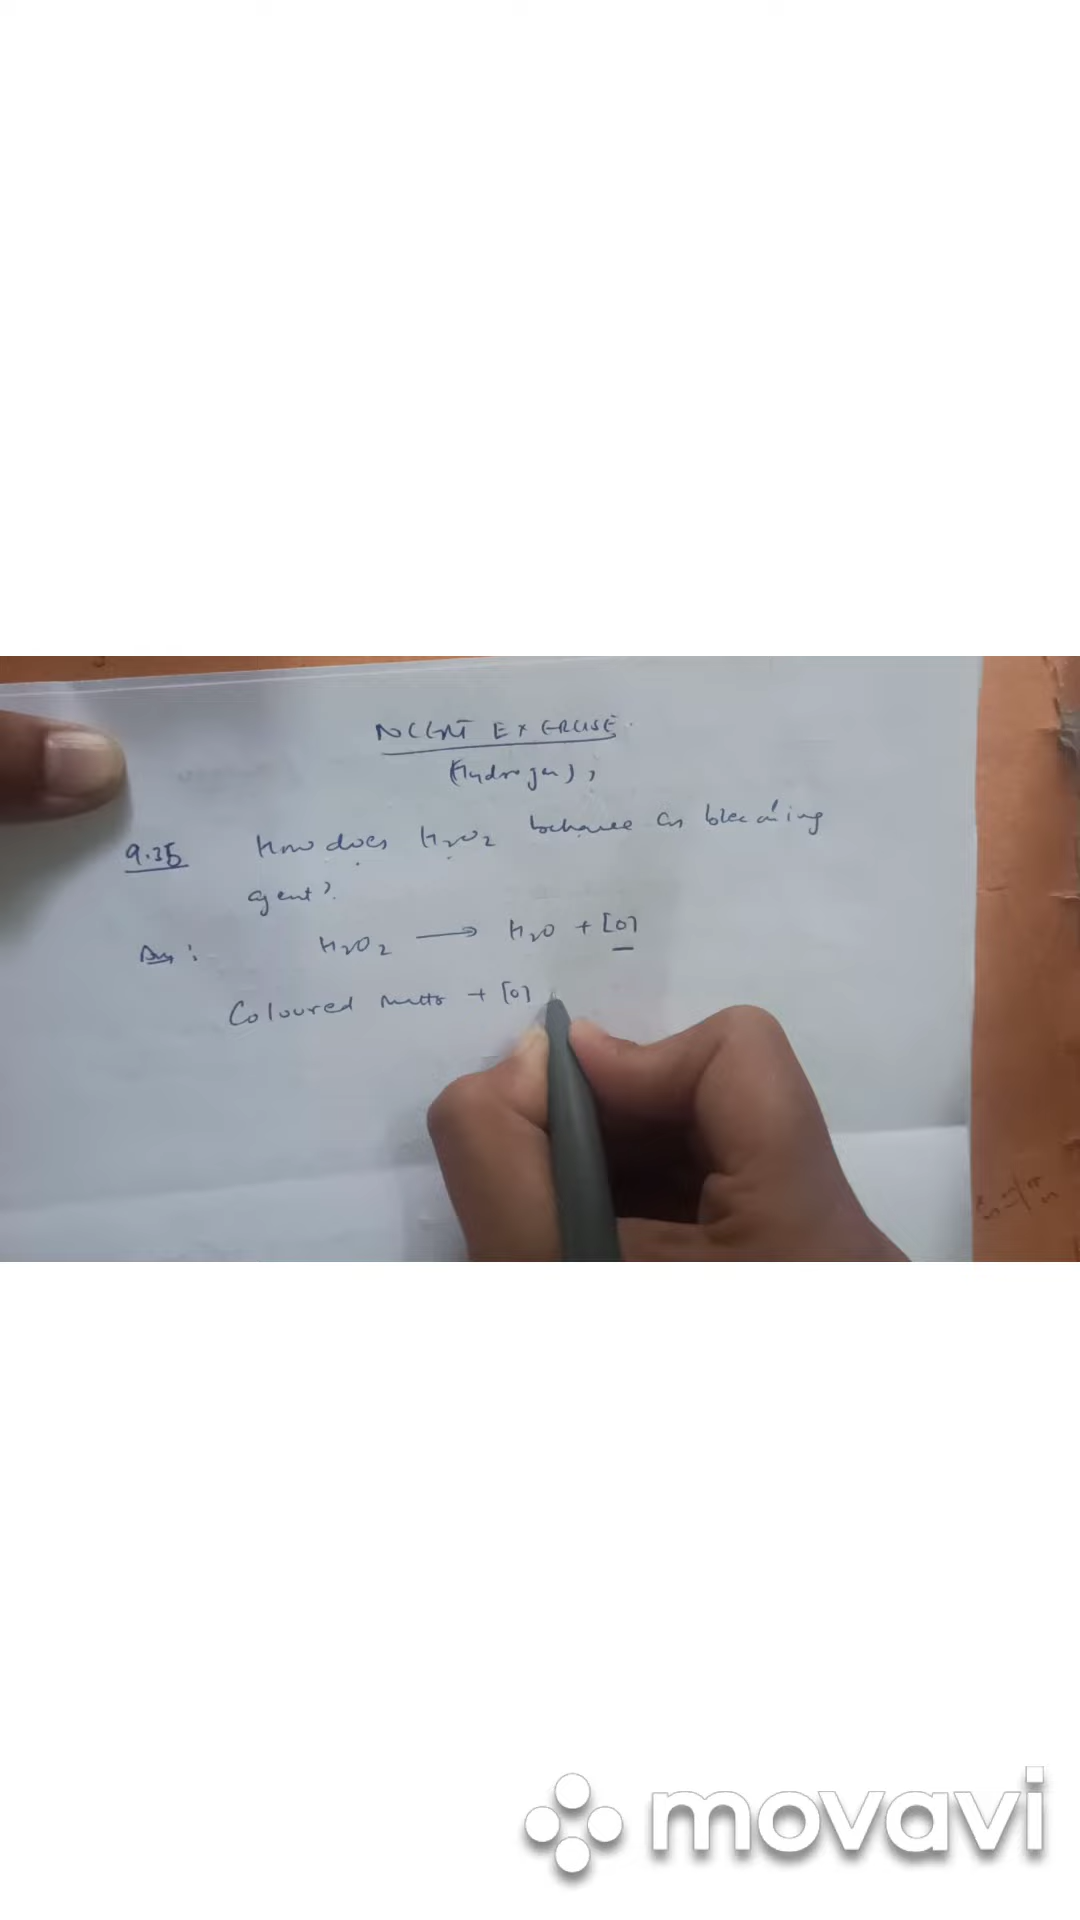 NCERT EXERCISE.
(Hydrogen),
9.35 How does H2O2 behave as bleaching
agent?
Ans: H2O2 → H2O + [O]
Coloured matter + [O]
movavi